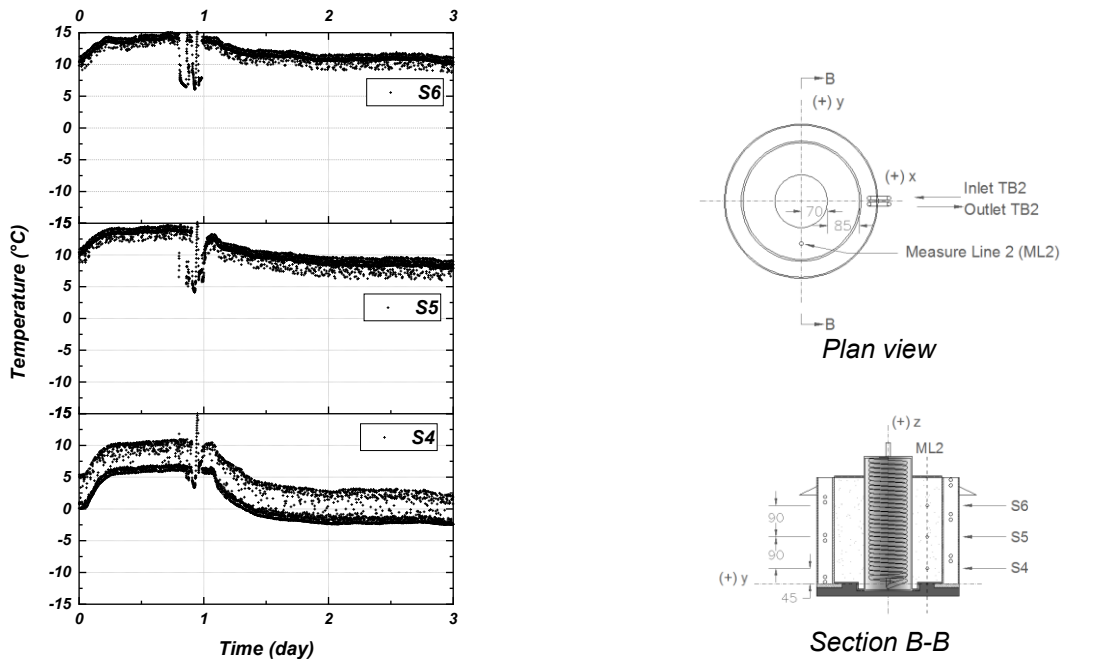 0 1 2 3
15
10
5
0
-5
-10
S6
-15
10
5
0
-5
-10
S5
-15
10
5
0
-5
-10
-15
S4
0 1 2 3
Temperature (°C)
Time (day)
B
(+) y
(+) x
Inlet TB2
Outlet TB2
70
85
Measure Line 2 (ML2)
B
Plan view
(+) z
ML2
S6
90
S5
90
S4
(+) y
45
Section B-B